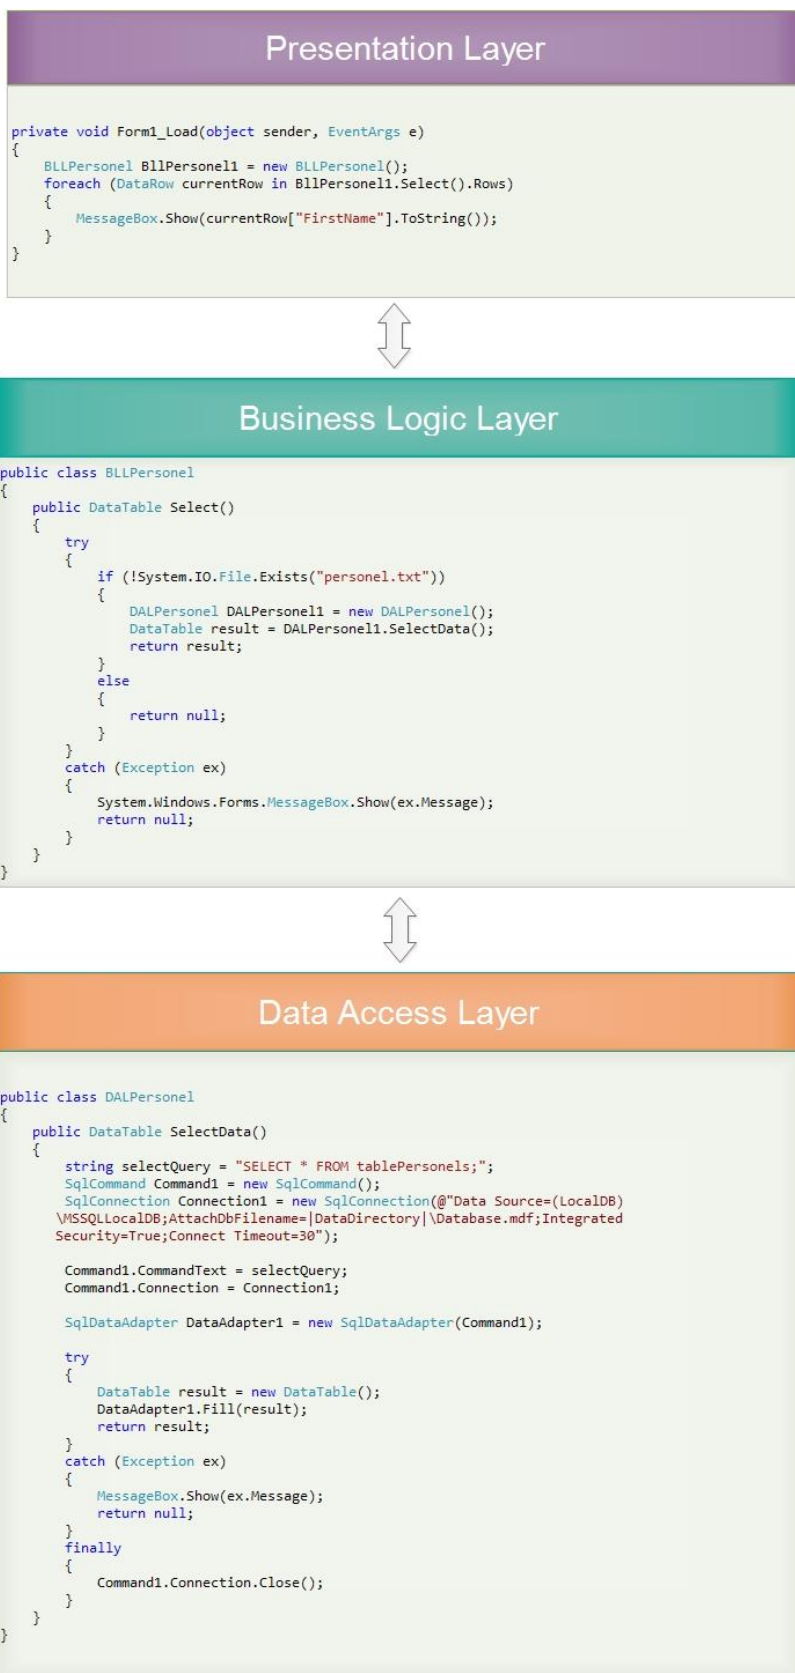 Presentation Layer
private void Form1_Load(object sender, EventArgs e)
{
    BLLPersonel BllPersonel1 = new BLLPersonel();
    foreach (DataRow currentRow in BllPersonel1.Select().Rows)
    {
        MessageBox.Show(currentRow["FirstName"].ToString());
    }
}
Business Logic Layer
public class BLLPersonel
{
    public DataTable Select()
    {
        try
        {
            if (!System.IO.File.Exists("personel.txt"))
            {
                DALPersonel DALPersonel1 = new DALPersonel();
                DataTable result = DALPersonel1.SelectData();
                return result;
            }
            else
            {
                return null;
            }
        }
        catch (Exception ex)
        {
            System.Windows.Forms.MessageBox.Show(ex.Message);
            return null;
        }
    }
}
Data Access Layer
public class DALPersonel
{
    public DataTable SelectData()
    {
        string selectQuery = "SELECT * FROM tablePersonels;";
        SqlCommand Command1 = new SqlCommand();
        SqlConnection Connection1 = new SqlConnection(@"Data Source=(LocalDB)
       \MSSQLLocalDB;AttachDbFilename=|DataDirectory|\Database.mdf;Integrated
       Security=True;Connect Timeout=30");
        Command1.CommandText = selectQuery;
        Command1.Connection = Connection1;
        SqlDataAdapter DataAdapter1 = new SqlDataAdapter(Command1);
        try
        {
            DataTable result = new DataTable();
            DataAdapter1.Fill(result);
            return result;
        }
        catch (Exception ex)
        {
            MessageBox.Show(ex.Message);
            return null;
        }
        finally
        {
            Command1.Connection.Close();
        }
    }
}